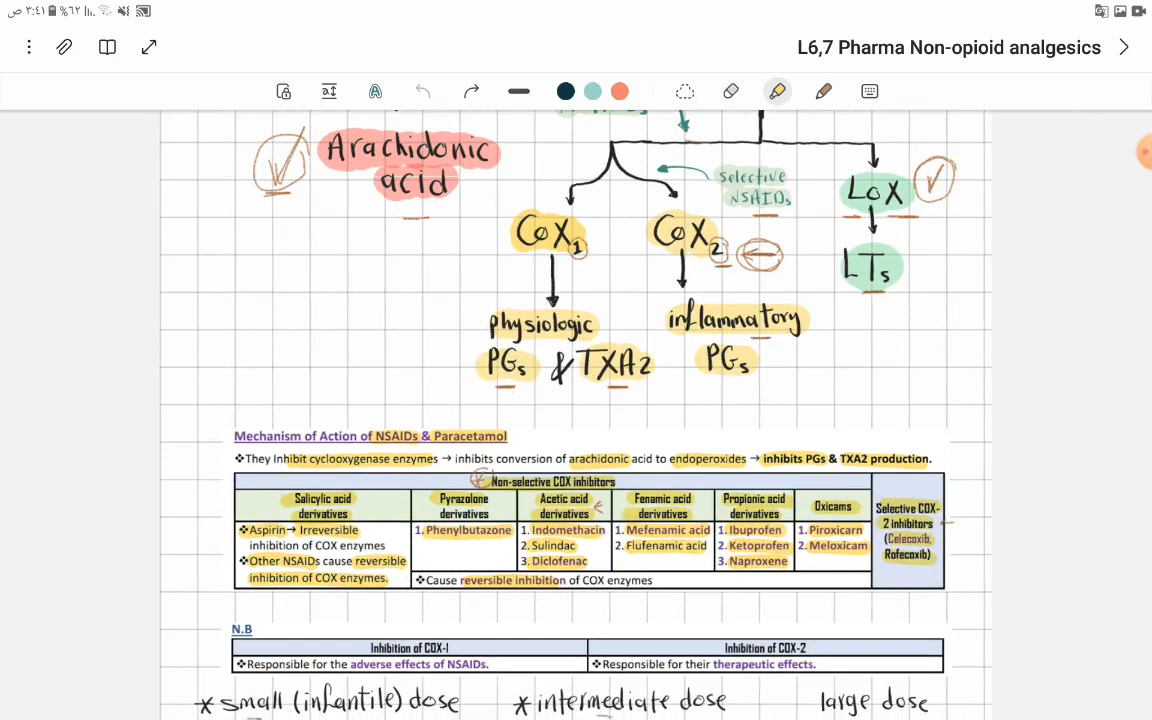 ٣:٤١ ص ٦٢%
L6,7 Pharma Non-opioid analgesics
Arachidonic
acid
selective
NSAIDs
LOX
COX1
COX2
LTs
physiologic
PGs & TXA2
inflammatory
PGs
Mechanism of Action of NSAIDs & Paracetamol
❖They Inhibit cyclooxygenase enzymes → inhibits conversion of arachidonic acid to endoperoxides → inhibits PGs & TXA2 production.
Non-selective COX inhibitors
Salicylic acid
derivatives
❖Aspirin→ Irreversible
inhibition of COX enzymes
❖Other NSAIDs cause reversible
inhibition of COX enzymes.
Pyrazolone
derivatives
1. Phenylbutazone
Acetic acid
derivatives
1. Indomethacin
2. Sulindac
3. Diclofenac
Fenamic acid
derivatives
1. Mefenamic acid
2. Flufenamic acid
Propionic acid
derivatives
1. Ibuprofen
2. Ketoprofen
3. Naproxene
Oxicams
1. Piroxicarn
2. Meloxicam
❖Cause reversible inhibition of COX enzymes
Selective COX-
2 inhibitors
(Celecoxib,
Rofecoxib)
N.B
Inhibition of COX-1
❖Responsible for the adverse effects of NSAIDs.
Inhibition of COX-2
❖Responsible for their therapeutic effects.
* small (infantile) dose
* intermediate dose
large dose